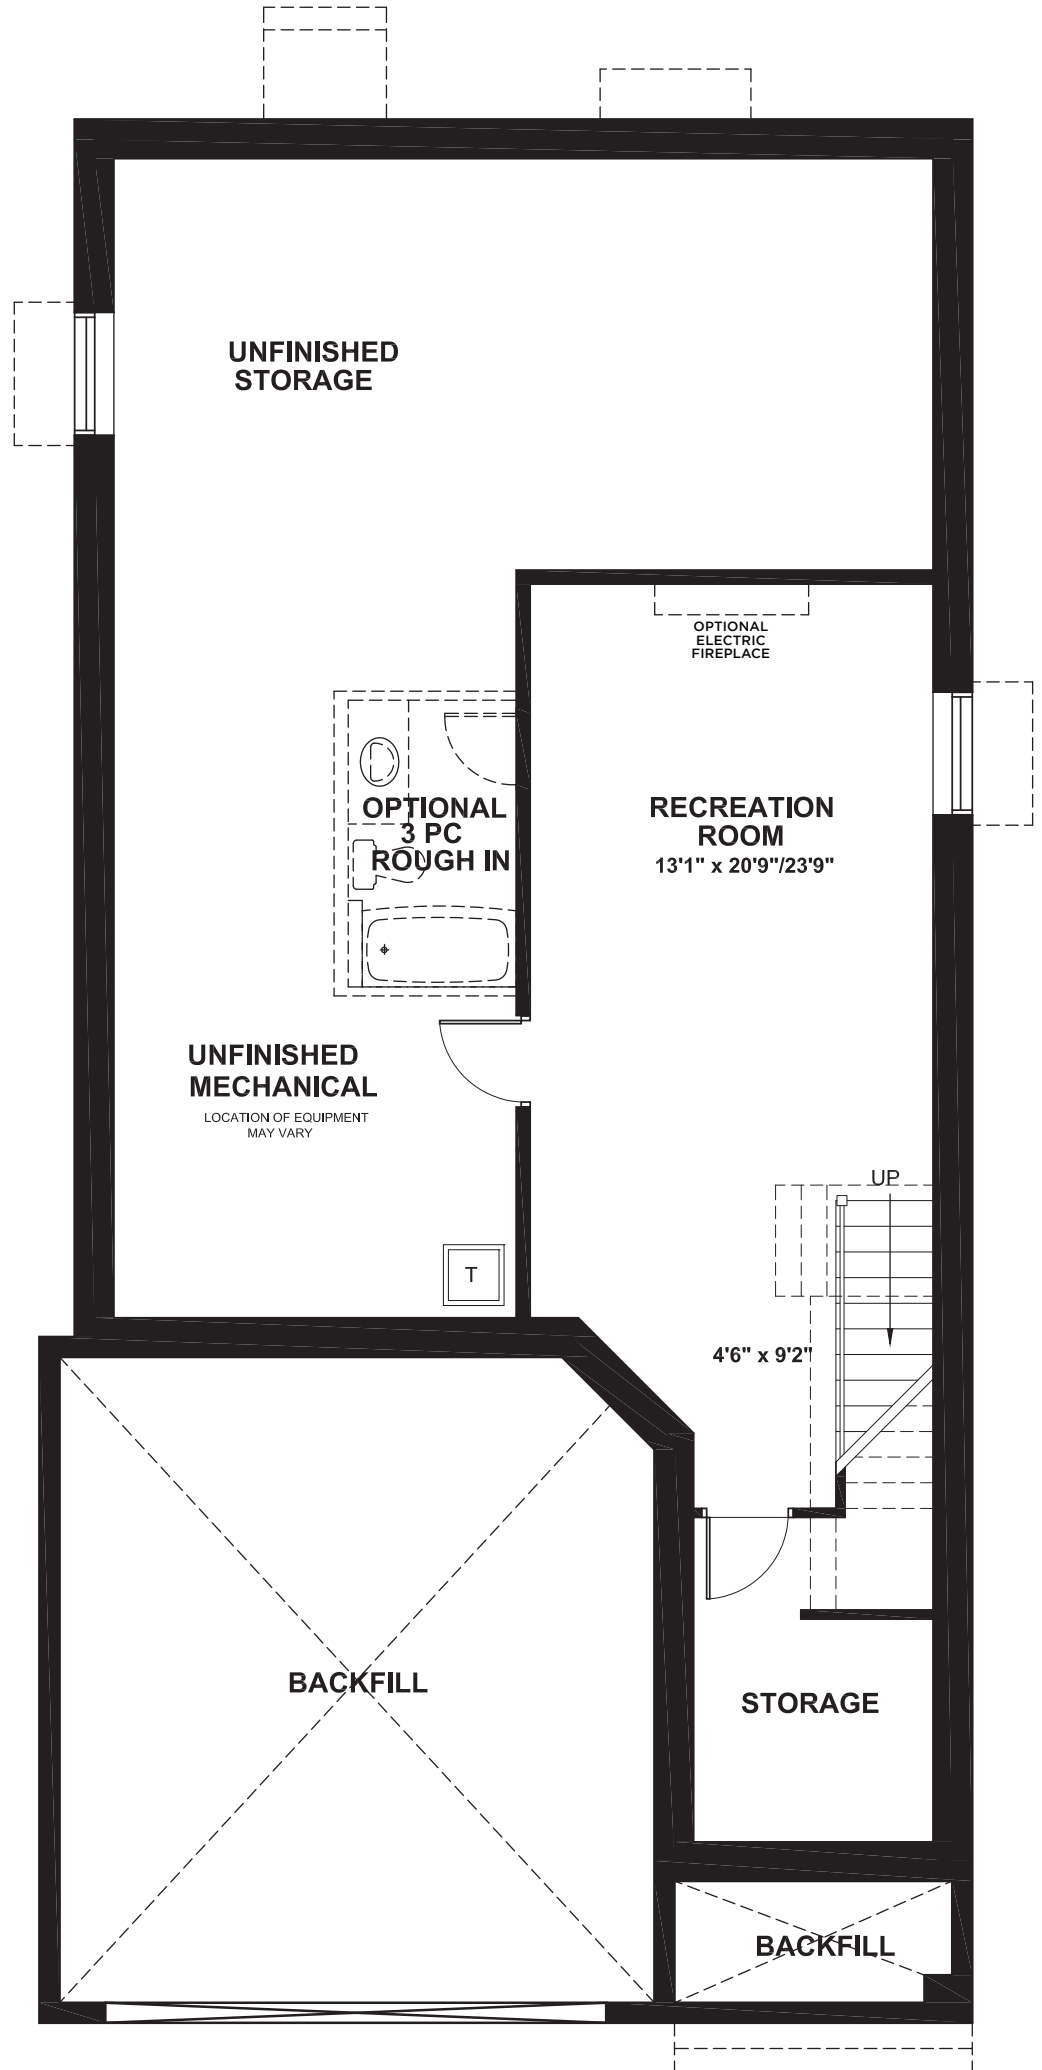 UNFINISHED
STORAGE
OPTIONAL
ELECTRIC
FIREPLACE
OPTIONAL
3 PC
ROUGH IN
RECREATION
ROOM
13'1" x 20'9"/23'9"
UNFINISHED
MECHANICAL
LOCATION OF EQUIPMENT
MAY VARY
UP
T
4'6" x 9'2"
BACKFILL
STORAGE
BACKFILL